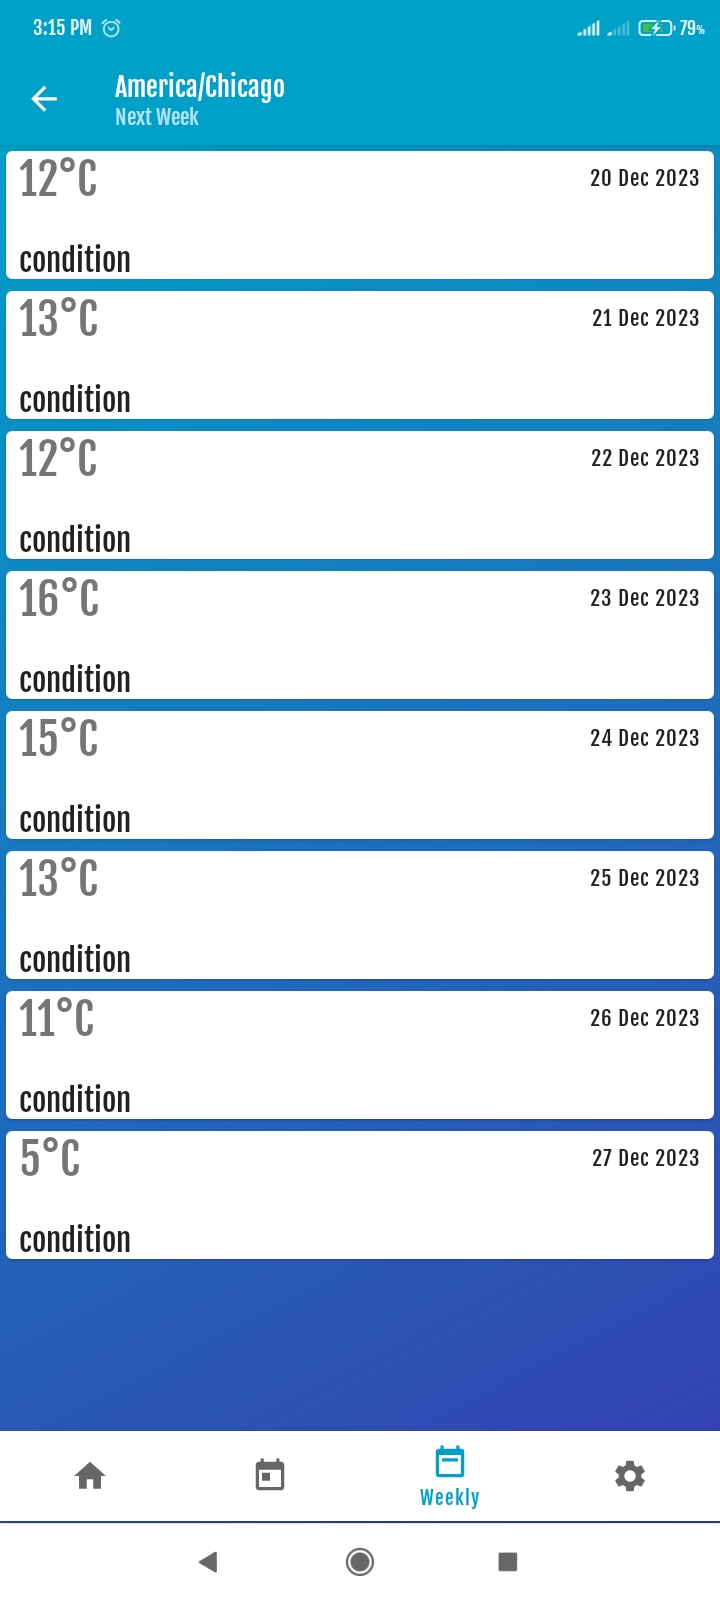 3:15 PM 79%
America/Chicago
Next Week
12°C 20 Dec 2023
condition
13°C 21 Dec 2023
condition
12°C 22 Dec 2023
condition
16°C 23 Dec 2023
condition
15°C 24 Dec 2023
condition
13°C 25 Dec 2023
condition
11°C 26 Dec 2023
condition
5°C 27 Dec 2023
condition
Weekly